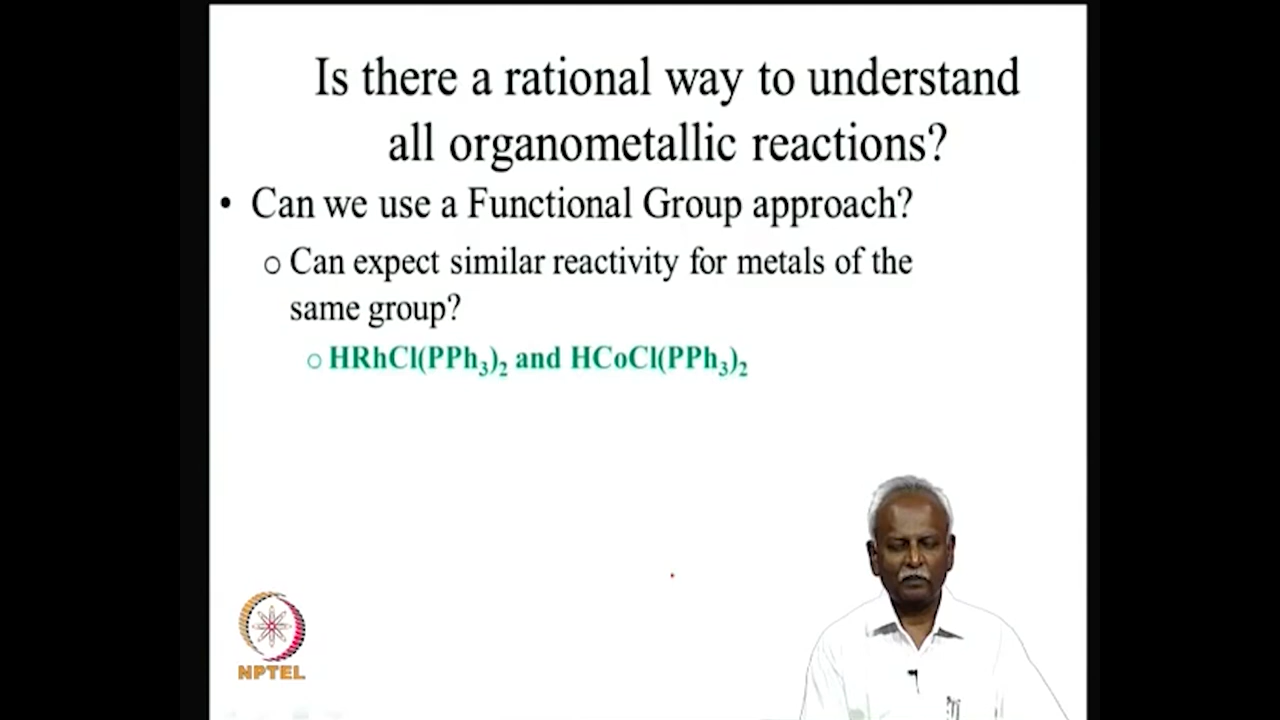 Is there a rational way to understand
all organometallic reactions?
• Can we use a Functional Group approach?
o Can expect similar reactivity for metals of the
same group?
o HRhCl(PPh₃)₂ and HCoCl(PPh₃)₂
NPTEL